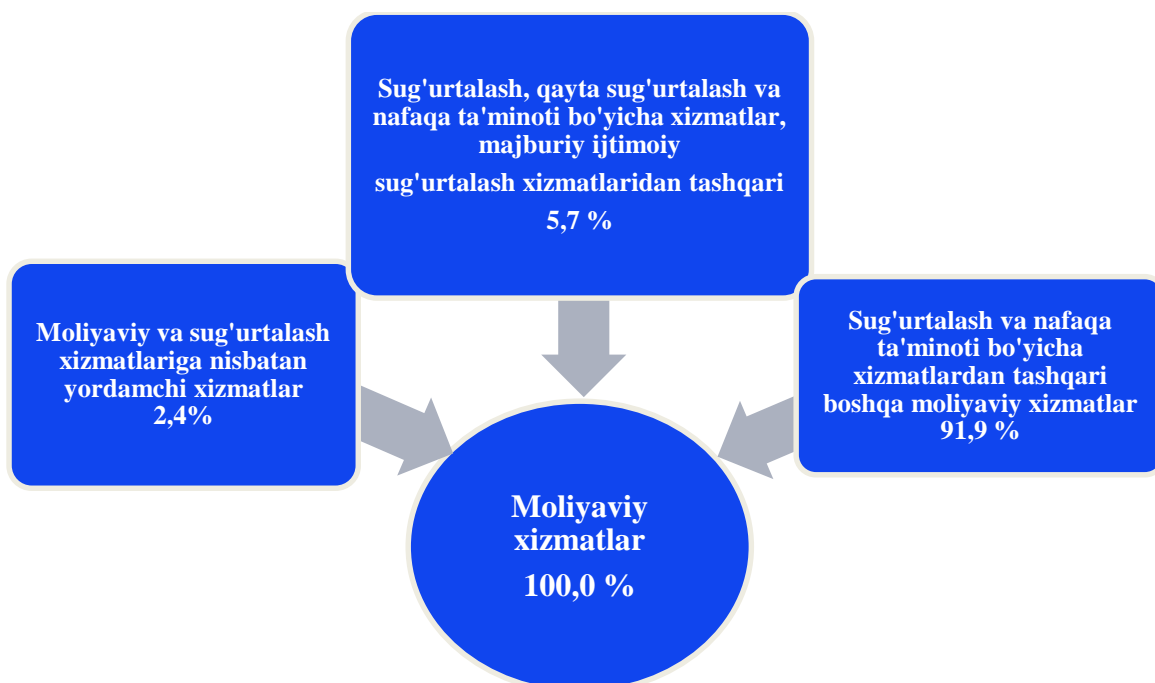 Sug'urtalash, qayta sug'urtalash va
nafaqa ta'minoti bo'yicha xizmatlar,
majburiy ijtimoiy
sug'urtalash xizmatlaridan tashqari
5,7 %
Moliyaviy va sug'urtalash
xizmatlariga nisbatan
yordamchi xizmatlar
2,4%
Sug'urtalash va nafaqa
ta'minoti bo'yicha
xizmatlardan tashqari
boshqa moliyaviy xizmatlar
91,9 %
Moliyaviy
xizmatlar
100,0 %